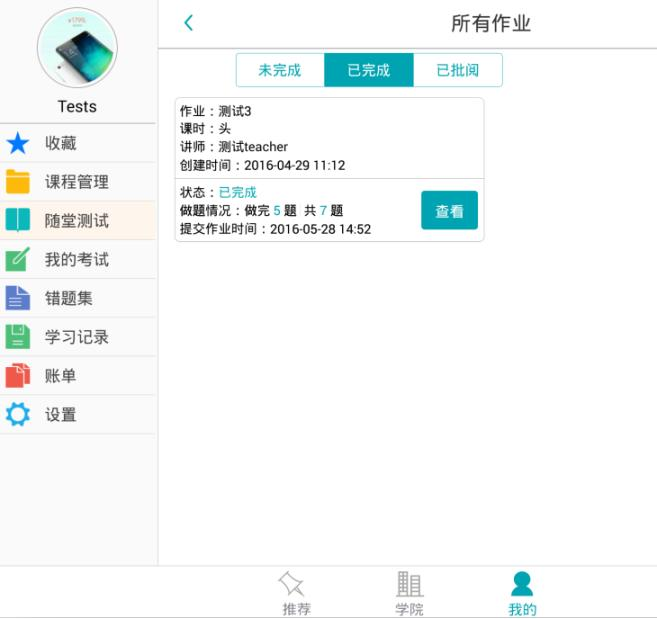 Tests
收藏
课程管理
随堂测试
我的考试
错题集
学习记录
账单
设置
所有作业
未完成 已完成 已批阅
作业：测试3
课时：头
讲师：测试teacher
创建时间：2016-04-29 11:12
状态：已完成
做题情况：做完 5 题 共 7 题
提交作业时间：2016-05-28 14:52
查看
推荐 学院 我的